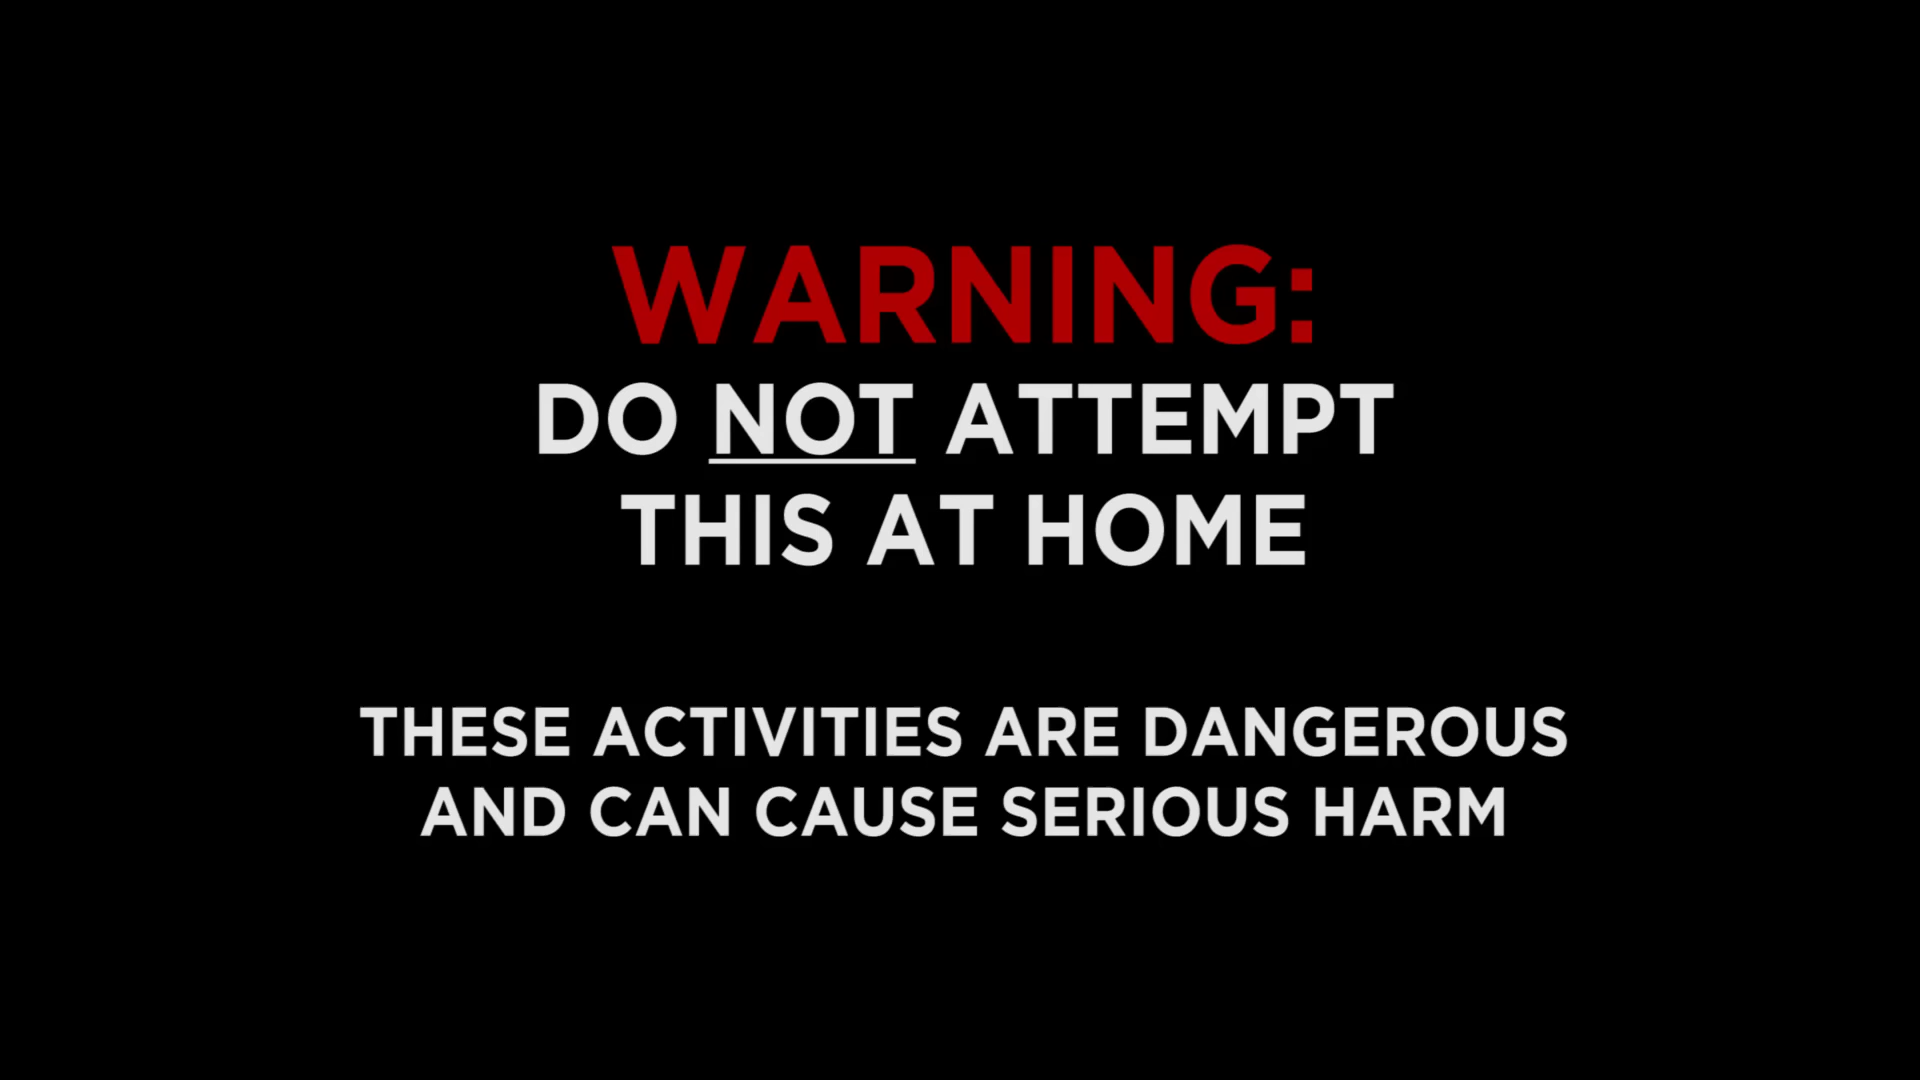 WARNING:
DO NOT ATTEMPT
THIS AT HOME
THESE ACTIVITIES ARE DANGEROUS
AND CAN CAUSE SERIOUS HARM